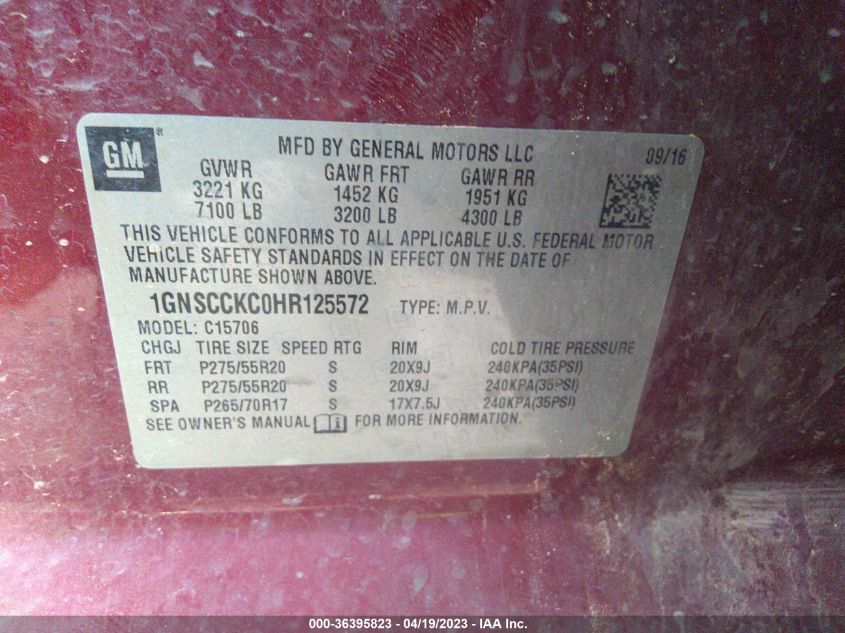 GM ®
MFD BY GENERAL MOTORS LLC 09/16
GVWR GAWR FRT GAWR RR
3221 KG 1452 KG 1951 KG
7100 LB 3200 LB 4300 LB
THIS VEHICLE CONFORMS TO ALL APPLICABLE U.S. FEDERAL MOTOR
VEHICLE SAFETY STANDARDS IN EFFECT ON THE DATE OF
MANUFACTURE SHOWN ABOVE.
1GNSCCKC0HR125572 TYPE: M.P.V.
MODEL: C15706
CHGJ TIRE SIZE SPEED RTG RIM COLD TIRE PRESSURE
FRT P275/55R20 S 20X9J 240KPA(35PSI)
RR P275/55R20 S 20X9J 240KPA(35PSI)
SPA P265/70R17 S 17X7.5J 240KPA(35PSI)
SEE OWNER'S MANUAL i FOR MORE INFORMATION.
000-36395823 - 04/19/2023 - IAA Inc.